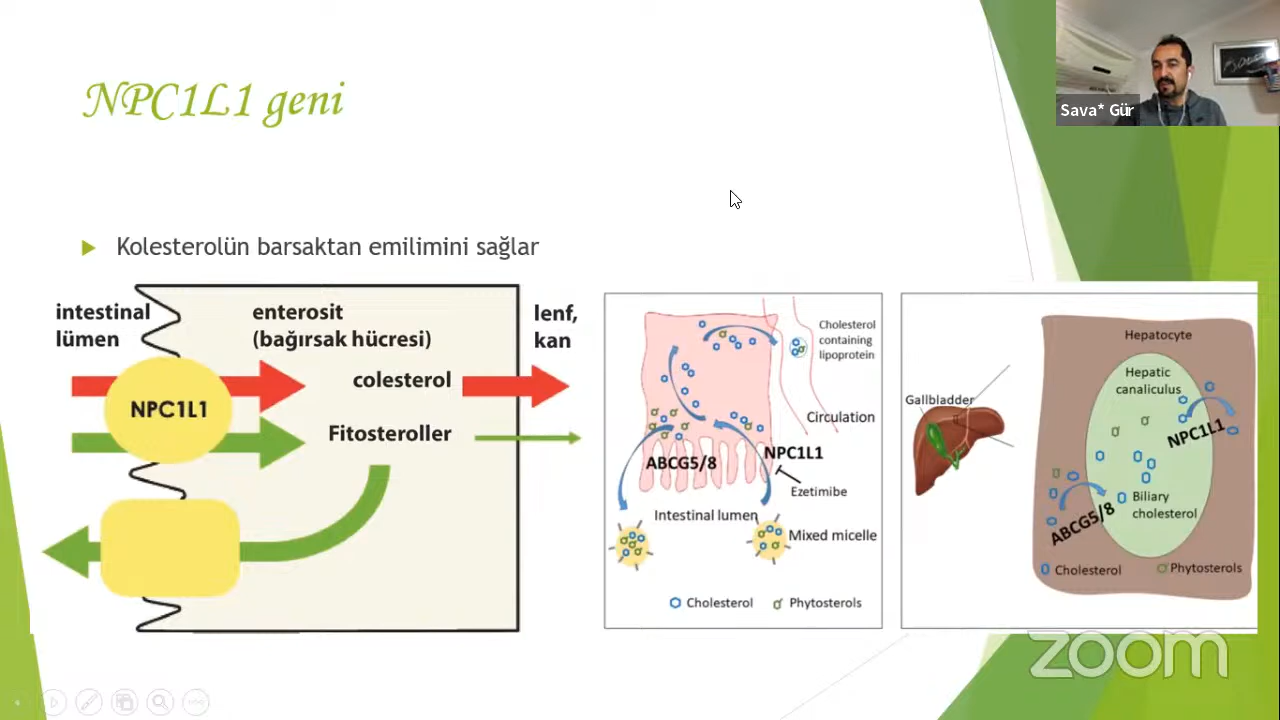 NPC1L1 geni
Sava* Gür
Kolesterolün barsaktan emilimini sağlar
intestinal
lümen
enterosit
(bağırsak hücresi)
lenf,
kan
NPC1L1
colesterol
Fitosteroller
Cholesterol
containing
lipoprotein
Circulation
ABCG5/8
NPC1L1
Ezetimibe
Intestinal lumen
Mixed micelle
Cholesterol
Phytosterols
Gallbladder
Hepatocyte
Hepatic
canaliculus
NPC1L1
ABCG5/8
Biliary
cholesterol
Cholesterol
Phytosterols
zoom